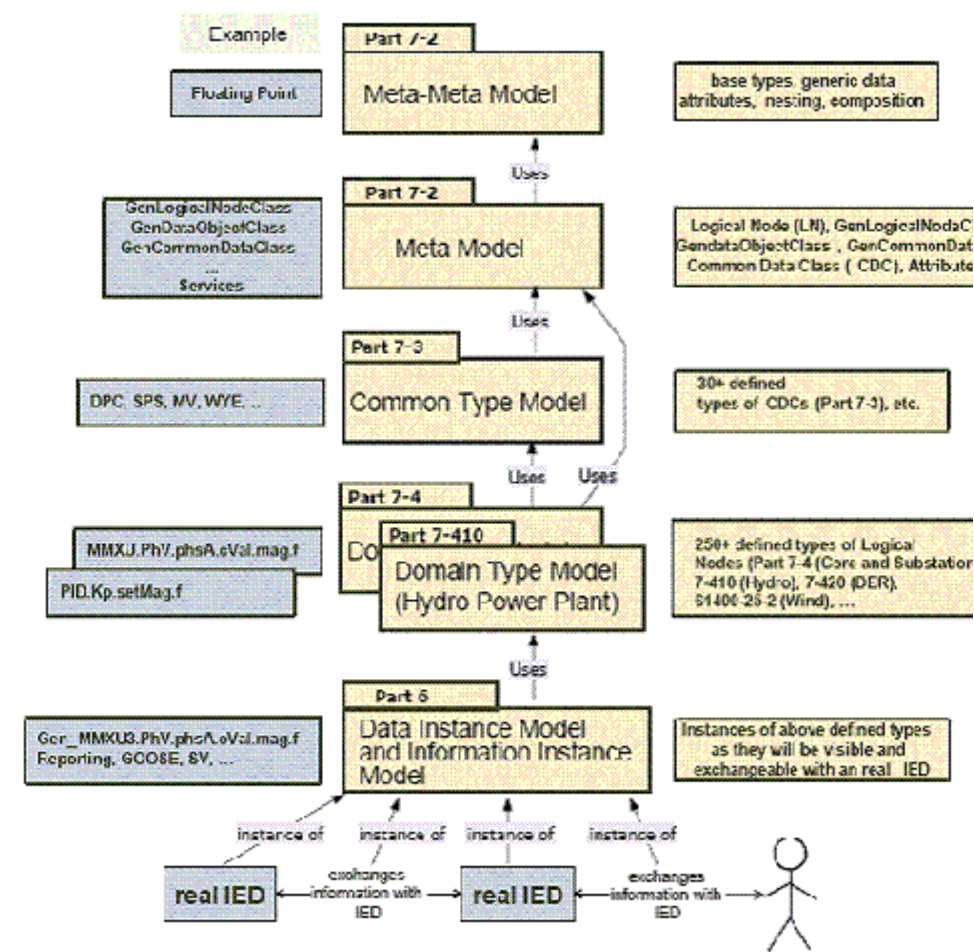 Example
Part 7-2
Meta-Meta Model
Floating Point
base types, generic data
attributes, nesting, composition
Uses
Part 7-2
Meta Model
GenLogicalNodeClass
GenDataObjectClass
GenCommonDataClass
...
Services
Logical Node (LN), GenLogicalNodeC
GendataObjectClass , GenCommonData
Common Data Class ( CDC), Attribute
Uses
Part 7-3
Common Type Model
DPC, SPS, MV, WYE, ...
30+ defined
types of CDCs (Part 7-3), etc.
Uses
Uses
Part 7-4
Do
Part 7-410
Domain Type Model
(Hydro Power Plant)
MMXU.PhV.phsA.cVal.mag.f
PID.Kp.setMag.f
250+ defined types of Logical
Nodes (Part 7-4 (Core and Substation
7-410 (Hydro), 7-420 (DER),
61400-25-2 (Wind), ...
Uses
Part 6
Data Instance Model
and Information Instance
Model
Gen_MMXU3.PhV.phsA.cVal.mag.f
Reporting, GOOSE, SV, ...
Instances of above defined types
as they will be visible and
exchangeable with an real IED
instance of
instance of
instance of
instance of
real IED
exchanges
information with
IED
real IED
exchanges
information with
IED